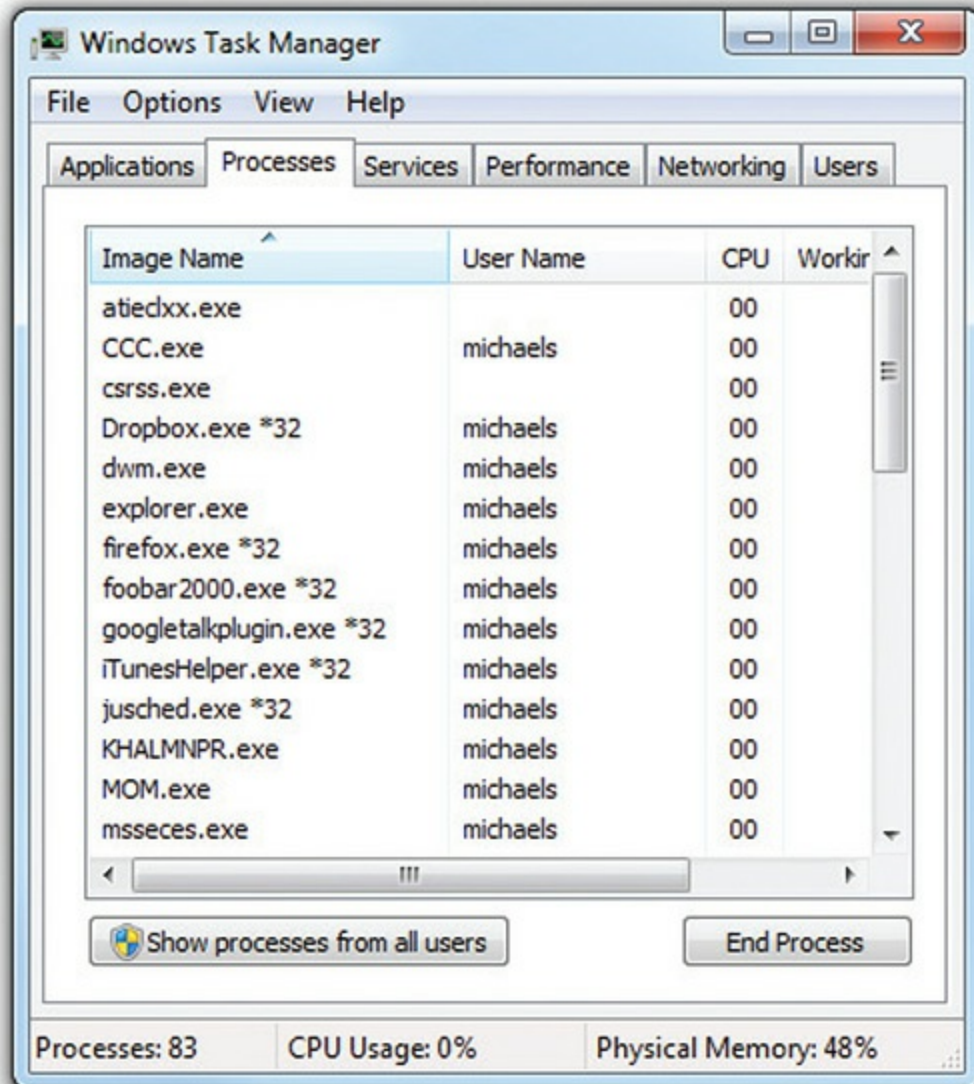 Windows Task Manager
File Options View Help
Applications Processes Services Performance Networking Users
Image Name User Name CPU Workin
atieclxx.exe 00
CCC.exe michaels 00
csrss.exe 00
Dropbox.exe *32 michaels 00
dwm.exe michaels 00
explorer.exe michaels 00
firefox.exe *32 michaels 00
foobar2000.exe *32 michaels 00
googletalkplugin.exe *32 michaels 00
iTunesHelper.exe *32 michaels 00
jusched.exe *32 michaels 00
KHALMNPR.exe michaels 00
MOM.exe michaels 00
msseces.exe michaels 00
Show processes from all users End Process
Processes: 83 CPU Usage: 0% Physical Memory: 48%